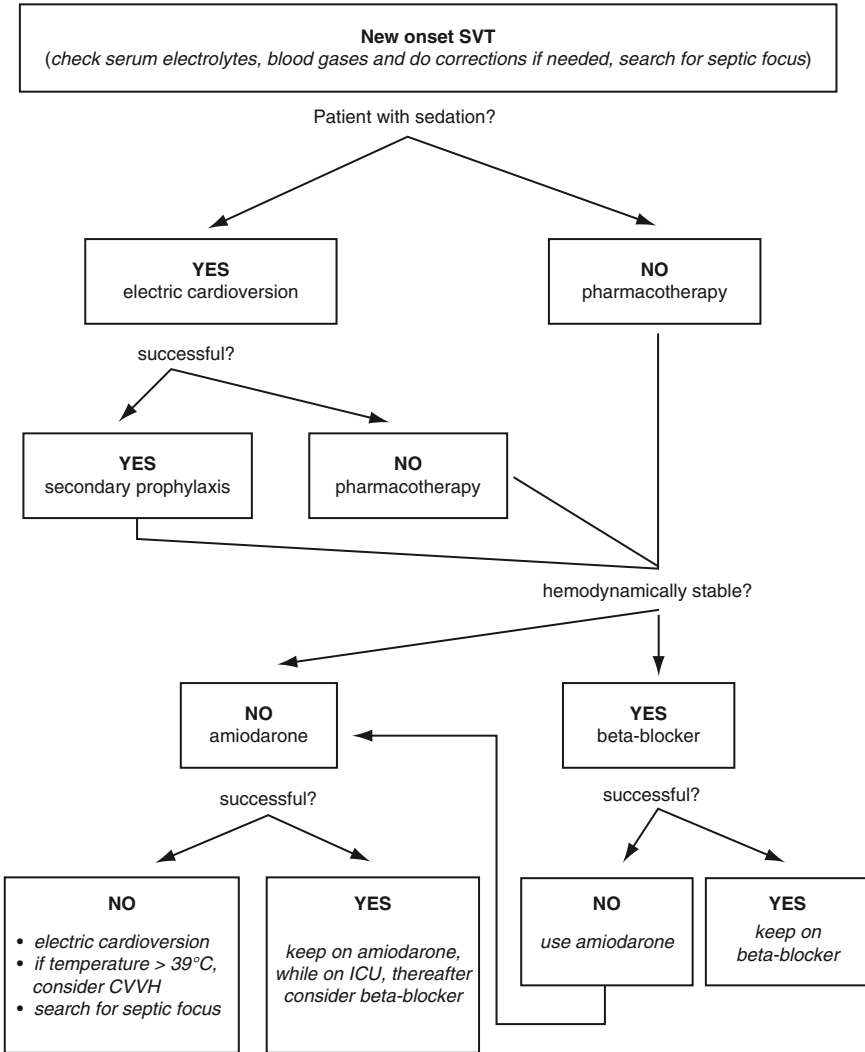 New onset SVT
(check serum electrolytes, blood gases and do corrections if needed, search for septic focus)
Patient with sedation?
YES
electric cardioversion
NO
pharmacotherapy
successful?
YES
secondary prophylaxis
NO
pharmacotherapy
hemodynamically stable?
NO
amiodarone
YES
beta-blocker
successful?
successful?
NO
• electric cardioversion
• if temperature > 39°C,
consider CVVH
• search for septic focus
YES
keep on amiodarone,
while on ICU, thereafter
consider beta-blocker
NO
use amiodarone
YES
keep on
beta-blocker